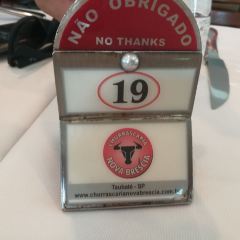 NÃO OBRIGADO
NO THANKS
19
CHURRASCARIA
NOVA BRESCIA
Taubaté - SP
www.churrascarianovabrescia.com.br